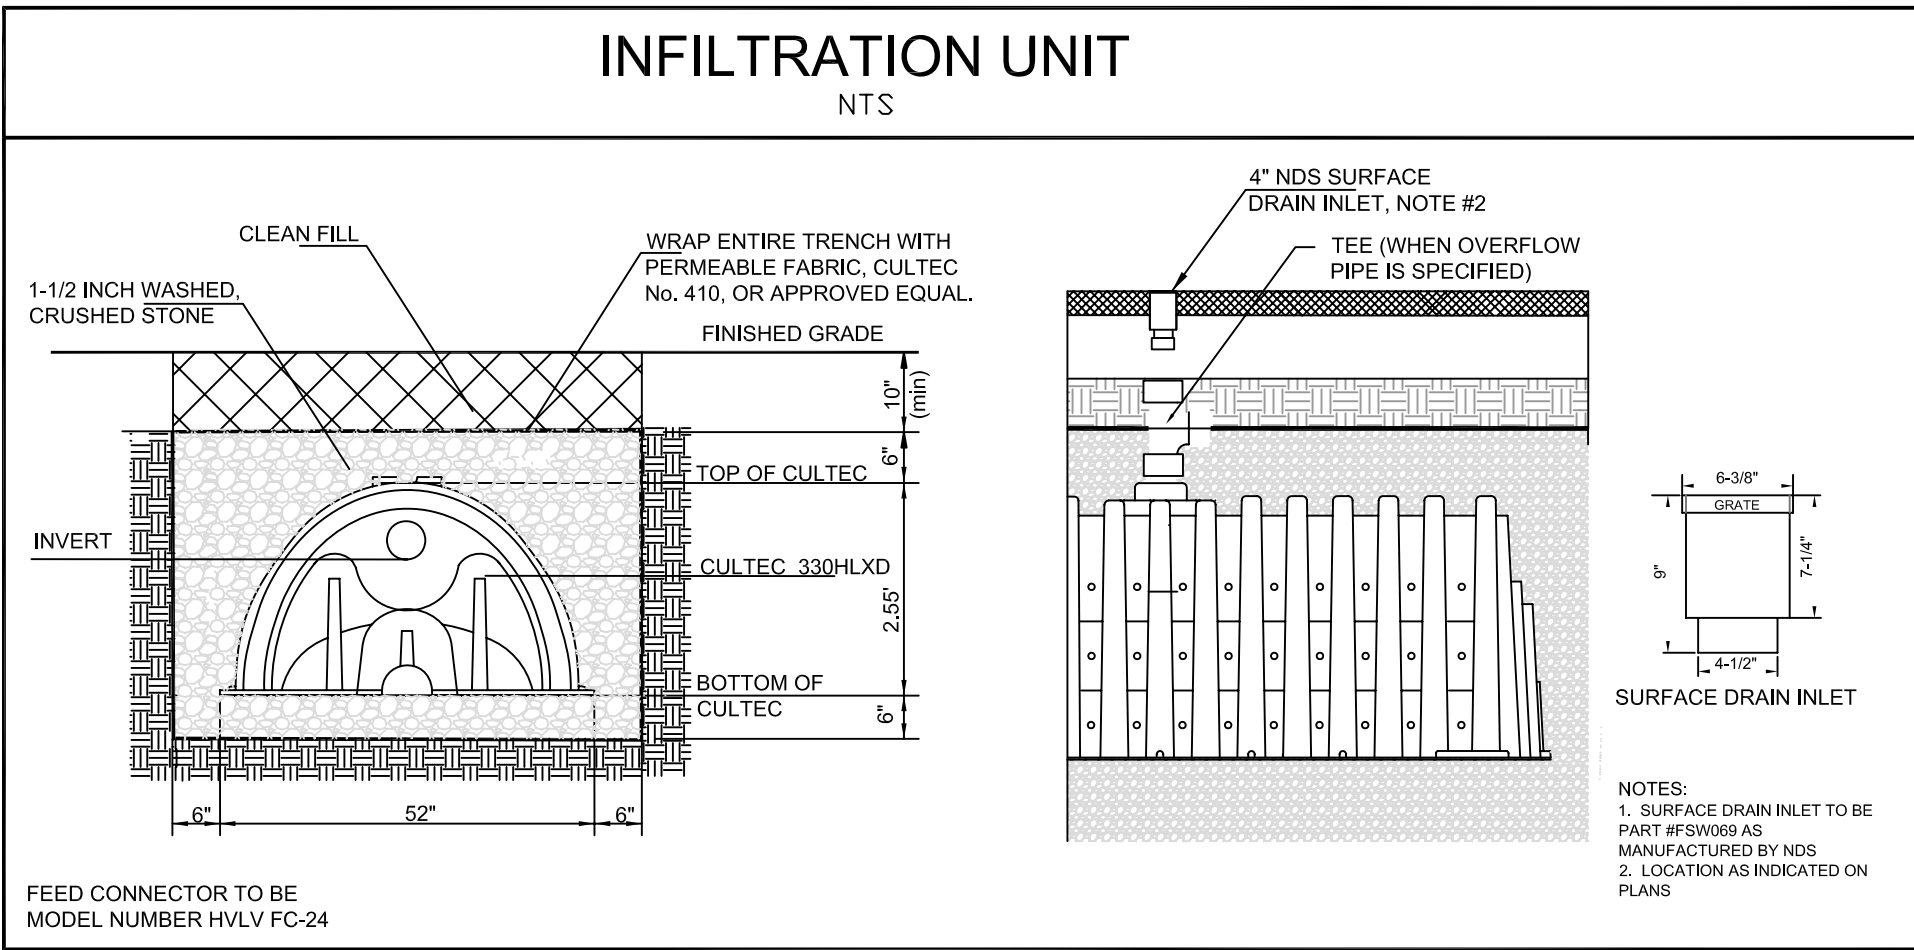 INFILTRATION UNIT
NTS
CLEAN FILL
1-1/2 INCH WASHED,
CRUSHED STONE
WRAP ENTIRE TRENCH WITH
PERMEABLE FABRIC, CULTEC
No. 410, OR APPROVED EQUAL.
FINISHED GRADE
10"
(min)
6"
TOP OF CULTEC
INVERT
CULTEC 330HLXD
2.55'
BOTTOM OF
CULTEC
6"
6"
52"
6"
FEED CONNECTOR TO BE
MODEL NUMBER HVLV FC-24
4" NDS SURFACE
DRAIN INLET, NOTE #2
TEE (WHEN OVERFLOW
PIPE IS SPECIFIED)
6-3/8"
GRATE
9"
7-1/4"
4-1/2"
SURFACE DRAIN INLET
NOTES:
1. SURFACE DRAIN INLET TO BE
PART #FSW069 AS
MANUFACTURED BY NDS
2. LOCATION AS INDICATED ON
PLANS